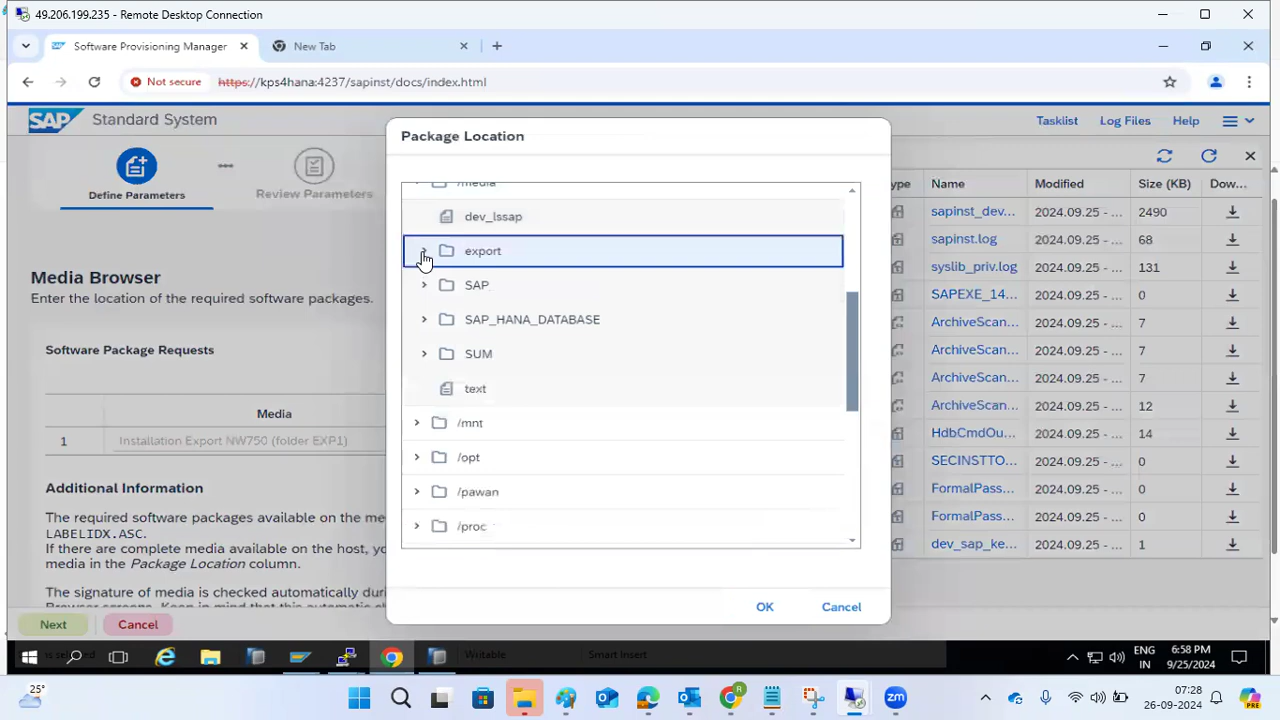 49.206.199.235 - Remote Desktop Connection
Software Provisioning Manager
New Tab
Not secure
https://kps4hana:4237/sapinst/docs/index.html
SAP
Standard System
Tasklist
Log Files
Help
Define Parameters
Review Parameters
Media Browser
Enter the location of the required software packages.
Software Package Requests
Media
1
Installation Export NW750 (folder EXP1)
Additional Information
The required software packages available on the me
LABELIDX.ASC.
If there are complete media available on the host, yo
media in the Package Location column.
The signature of media is checked automatically duri
Next
Cancel
Package Location
/media
dev_lssap
export
SAP
SAP_HANA_DATABASE
SUM
text
/mnt
/opt
/pawan
/proc
OK
Cancel
ype
Name
Modified
Size (KB)
Dow...
sapinst_dev...
2024.09.25 - ...
2490
sapinst.log
2024.09.25 - ...
68
syslib_priv.log
2024.09.25 - ...
131
SAPEXE_14...
2024.09.25 - ...
0
ArchiveScan...
2024.09.25 - ...
7
ArchiveScan...
2024.09.25 - ...
7
ArchiveScan...
2024.09.25 - ...
7
ArchiveScan...
2024.09.25 - ...
12
HdbCmdOu...
2024.09.25 - ...
14
SECINSTTO...
2024.09.25 - ...
0
FormalPass...
2024.09.25 - ...
0
FormalPass...
2024.09.25 - ...
0
dev_sap_ke...
2024.09.25 - ...
1
Writable
Smart Insert
ENG
IN
6:38 PM
9/25/2024
25°
ENG
IN
07:28
26-09-2024
PRE